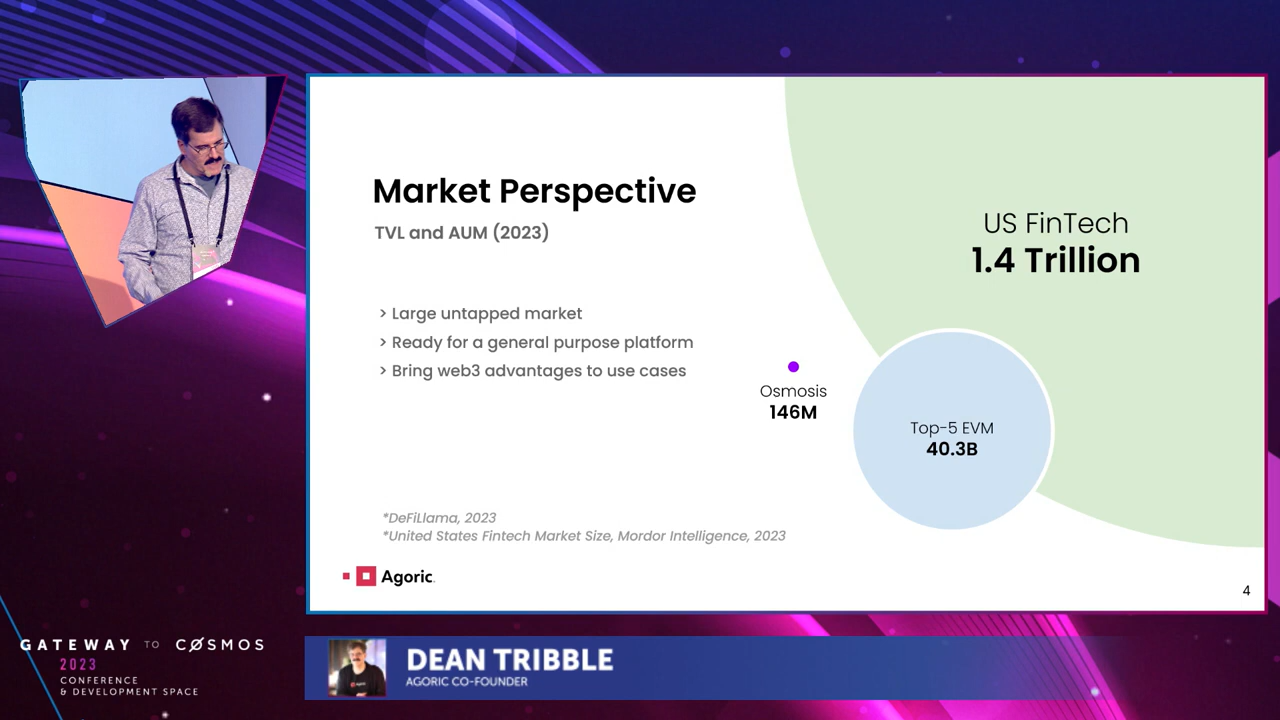 Market Perspective
TVL and AUM (2023)
> Large untapped market
> Ready for a general purpose platform
> Bring web3 advantages to use cases
US FinTech
1.4 Trillion
Osmosis
146M
Top-5 EVM
40.3B
*DeFiLlama, 2023
*United States Fintech Market Size, Mordor Intelligence, 2023
Agoric.
4
GATEWAY TO COSMOS
2023
CONFERENCE
& DEVELOPMENT SPACE
DEAN TRIBBLE
AGORIC CO-FOUNDER